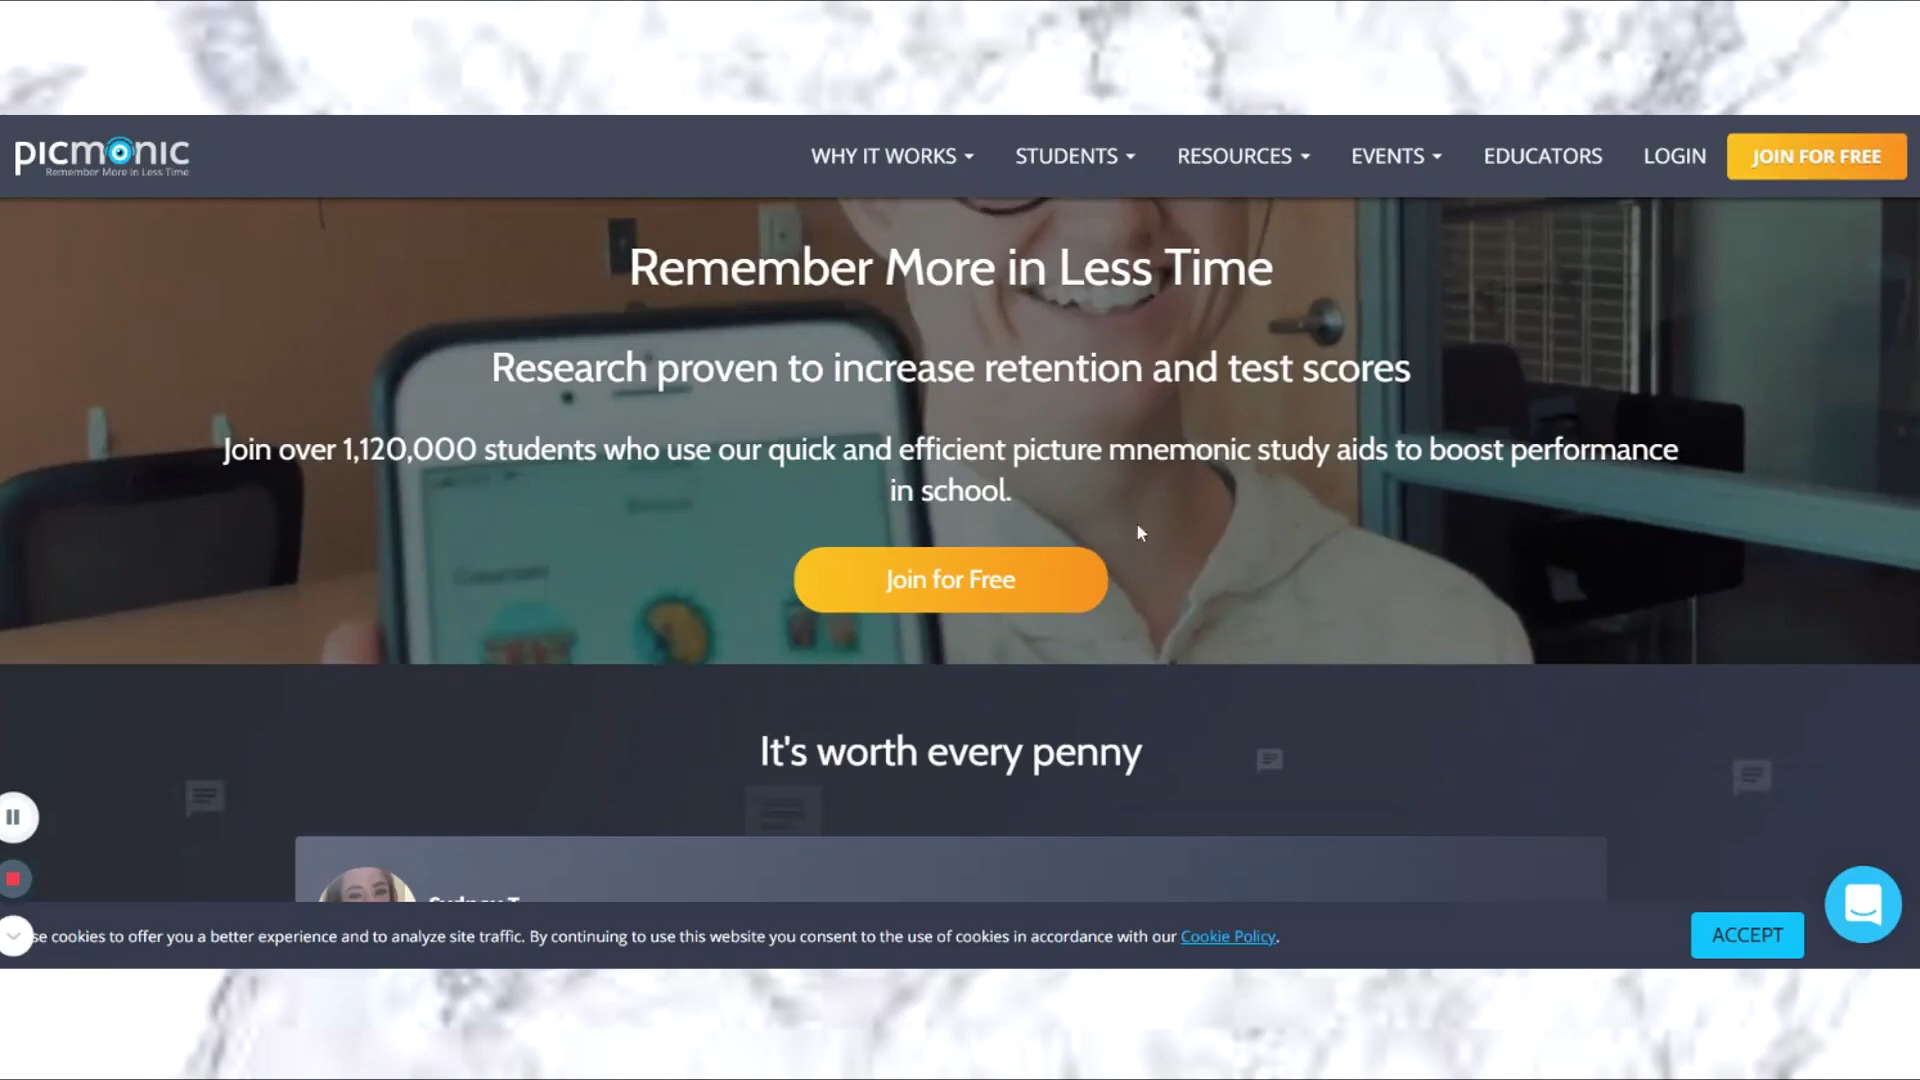 picmonic
Remember More in Less Time
WHY IT WORKS
STUDENTS
RESOURCES
EVENTS
EDUCATORS
LOGIN
JOIN FOR FREE
Remember More in Less Time
Research proven to increase retention and test scores
Join over 1,120,000 students who use our quick and efficient picture mnemonic study aids to boost performance
in school.
Join for Free
It's worth every penny
cookies to offer you a better experience and to analyze site traffic. By continuing to use this website you consent to the use of cookies in accordance with our Cookie Policy.
ACCEPT